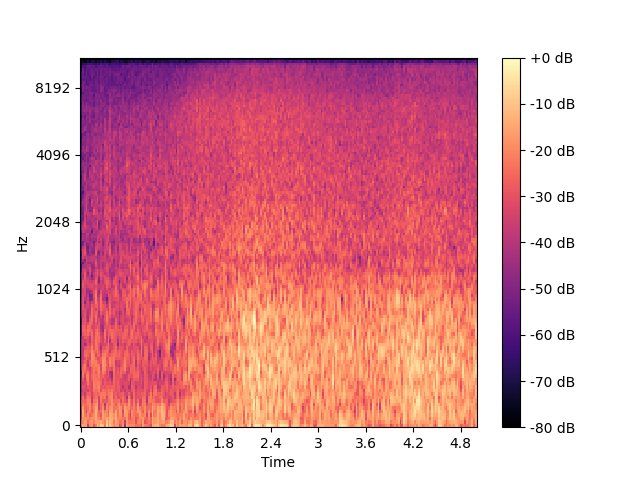 +0 dB
8192
-10 dB
4096
-20 dB
-30 dB
2048
Hz
-40 dB
1024
-50 dB
-60 dB
512
-70 dB
0
-80 dB
0 0.6 1.2 1.8 2.4 3 3.6 4.2 4.8
Time